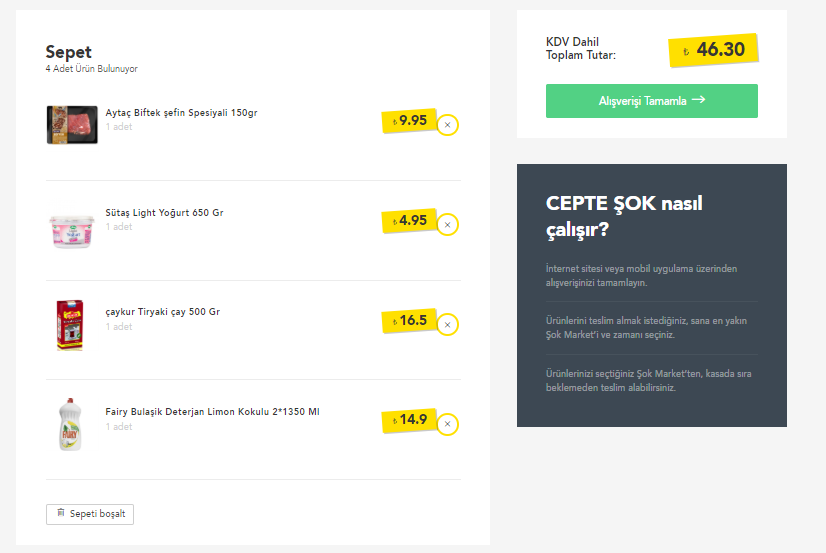 Sepet
4 Adet Ürün Bulunuyor
Aytaç Biftek şefin Spesiyali 150gr
1 adet
₺ 9.95
×
Sütaş Light Yoğurt 650 Gr
1 adet
₺ 4.95
×
çaykur Tiryaki çay 500 Gr
1 adet
₺ 16.5
×
Fairy Bulaşik Deterjan Limon Kokulu 2*1350 Ml
1 adet
₺ 14.9
×
FAIRY
Sepeti boşalt
KDV Dahil
Toplam Tutar:
₺ 46.30
Alışverişi Tamamla →
CEPTE ŞOK nasıl
çalışır?
İnternet sitesi veya mobil uygulama üzerinden
alışverişinizi tamamlayın.
Ürünlerini teslim almak istediğiniz, sana en yakın
Şok Market'i ve zamanı seçiniz.
Ürünlerinizi seçtiğiniz Şok Market'ten, kasada sıra
beklemeden teslim alabilirsiniz.